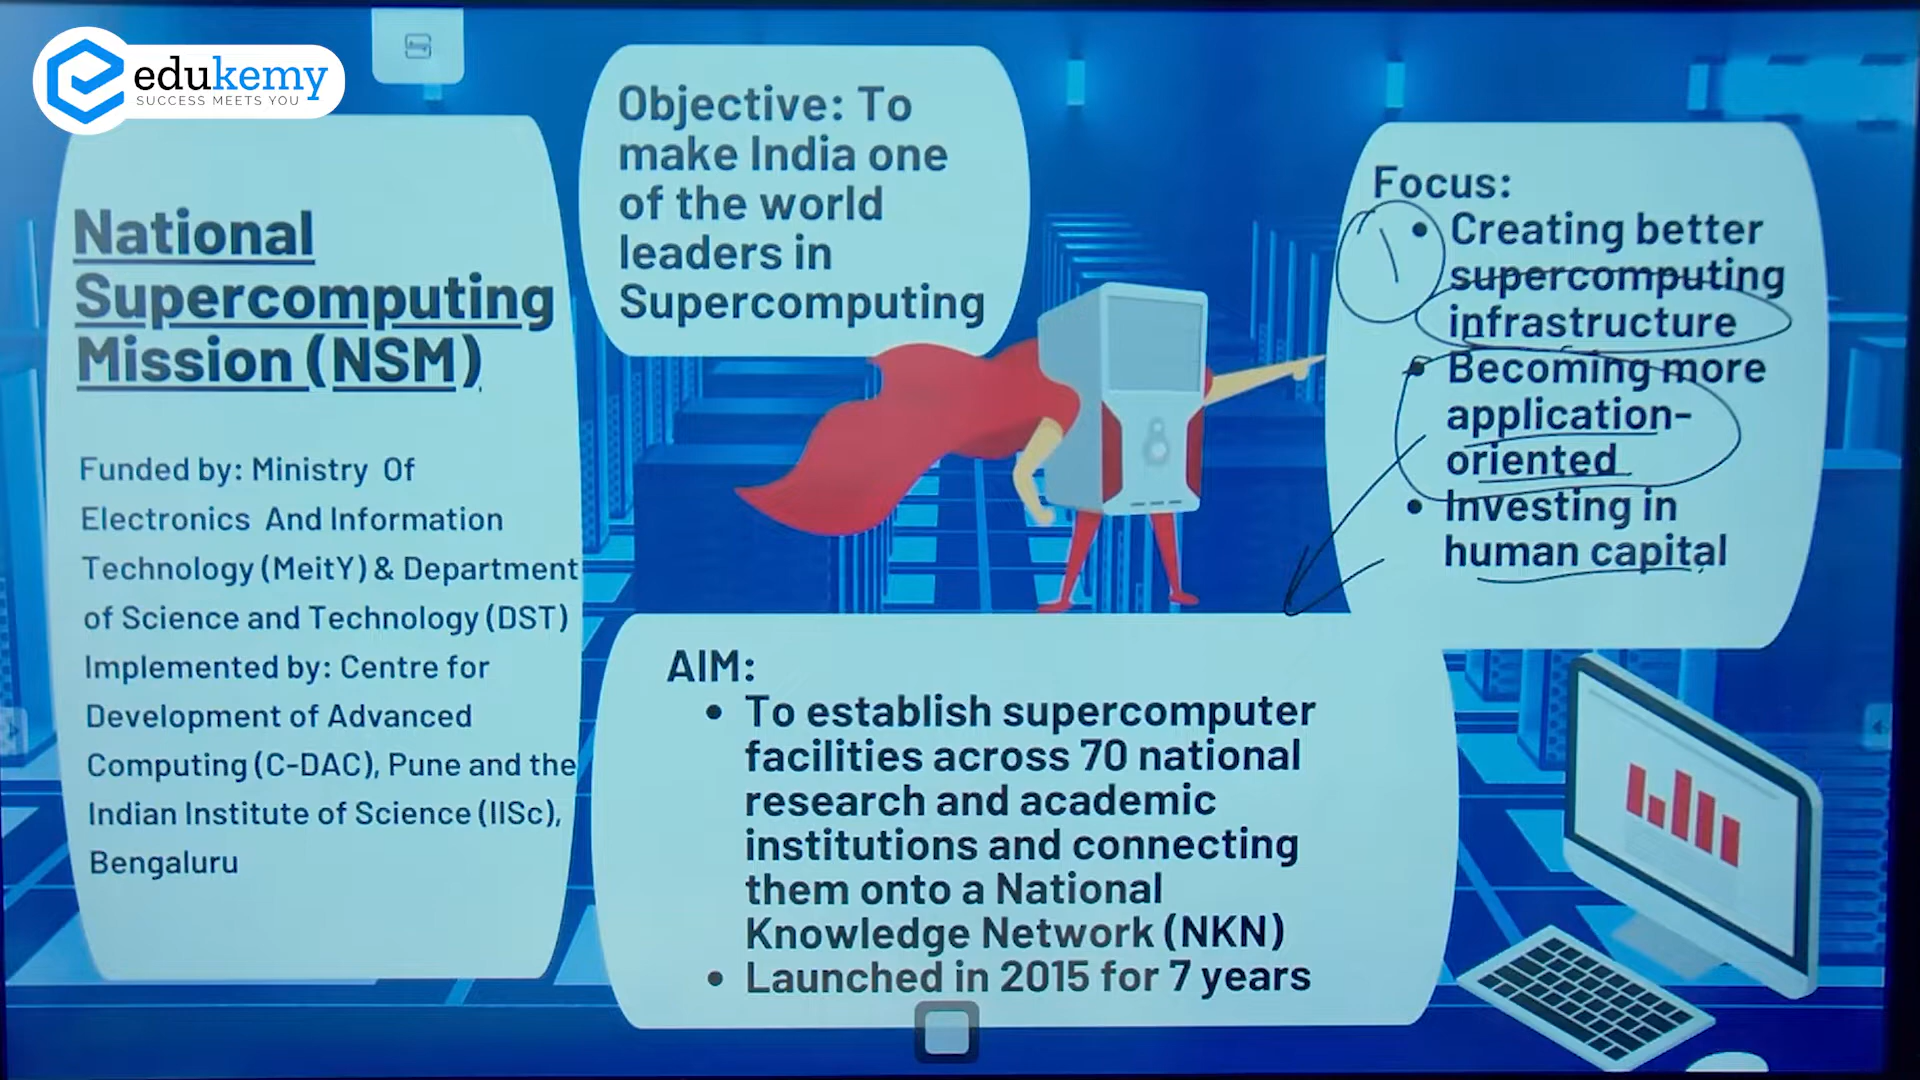 edukemy
SUCCESS MEETS YOU
National
Supercomputing
Mission (NSM)
Funded by: Ministry Of
Electronics And Information
Technology (MeitY) & Department
of Science and Technology (DST)
Implemented by: Centre for
Development of Advanced
Computing (C-DAC), Pune and the
Indian Institute of Science (IISc),
Bengaluru
Objective: To
make India one
of the world
leaders in
Supercomputing
Focus:
• Creating better
supercomputing
infrastructure
• Becoming more
application-
oriented
• Investing in
human capital
AIM:
• To establish supercomputer
facilities across 70 national
research and academic
institutions and connecting
them onto a National
Knowledge Network (NKN)
• Launched in 2015 for 7 years